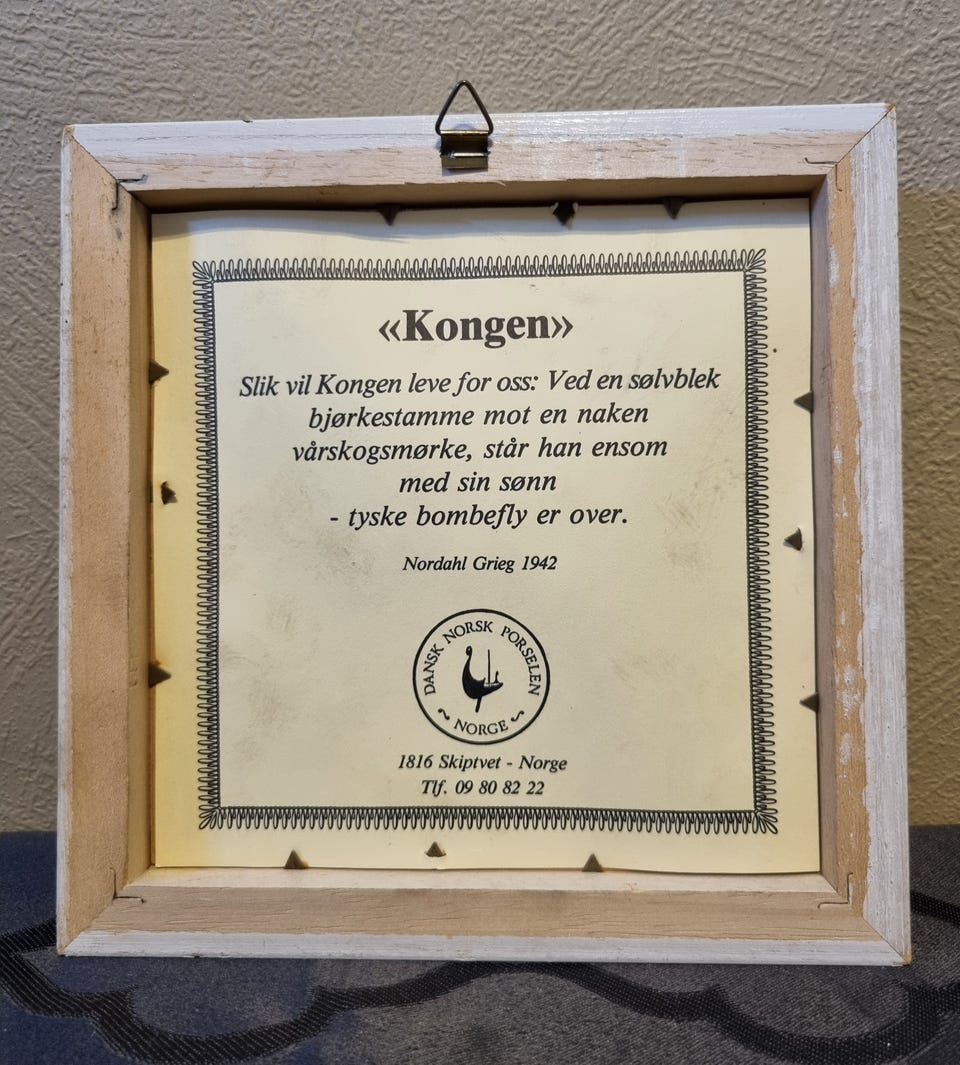 «Kongen»
Slik vil Kongen leve for oss: Ved en sølvblek
bjørkestamme mot en naken
vårskogsmørke, står han ensom
med sin sønn
- tyske bombefly er over.
Nordahl Grieg 1942
DANSK NORSK PORSELEN
NORGE
1816 Skiptvet - Norge
Tlf. 09 80 82 22